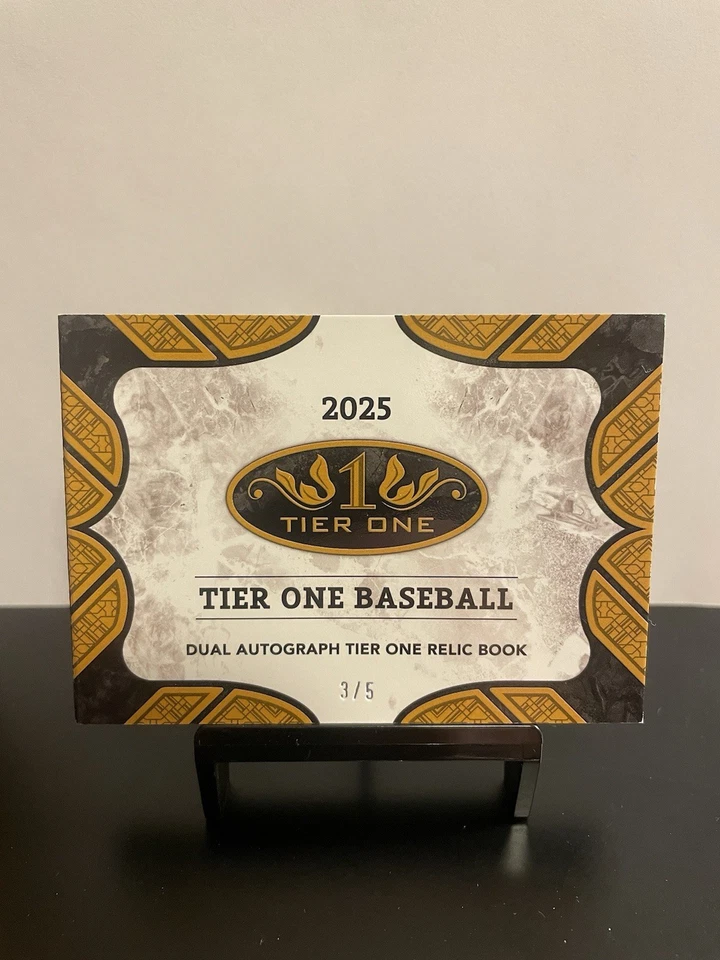 2025
1
TIER ONE
TIER ONE BASEBALL
DUAL AUTOGRAPH TIER ONE RELIC BOOK
3/5